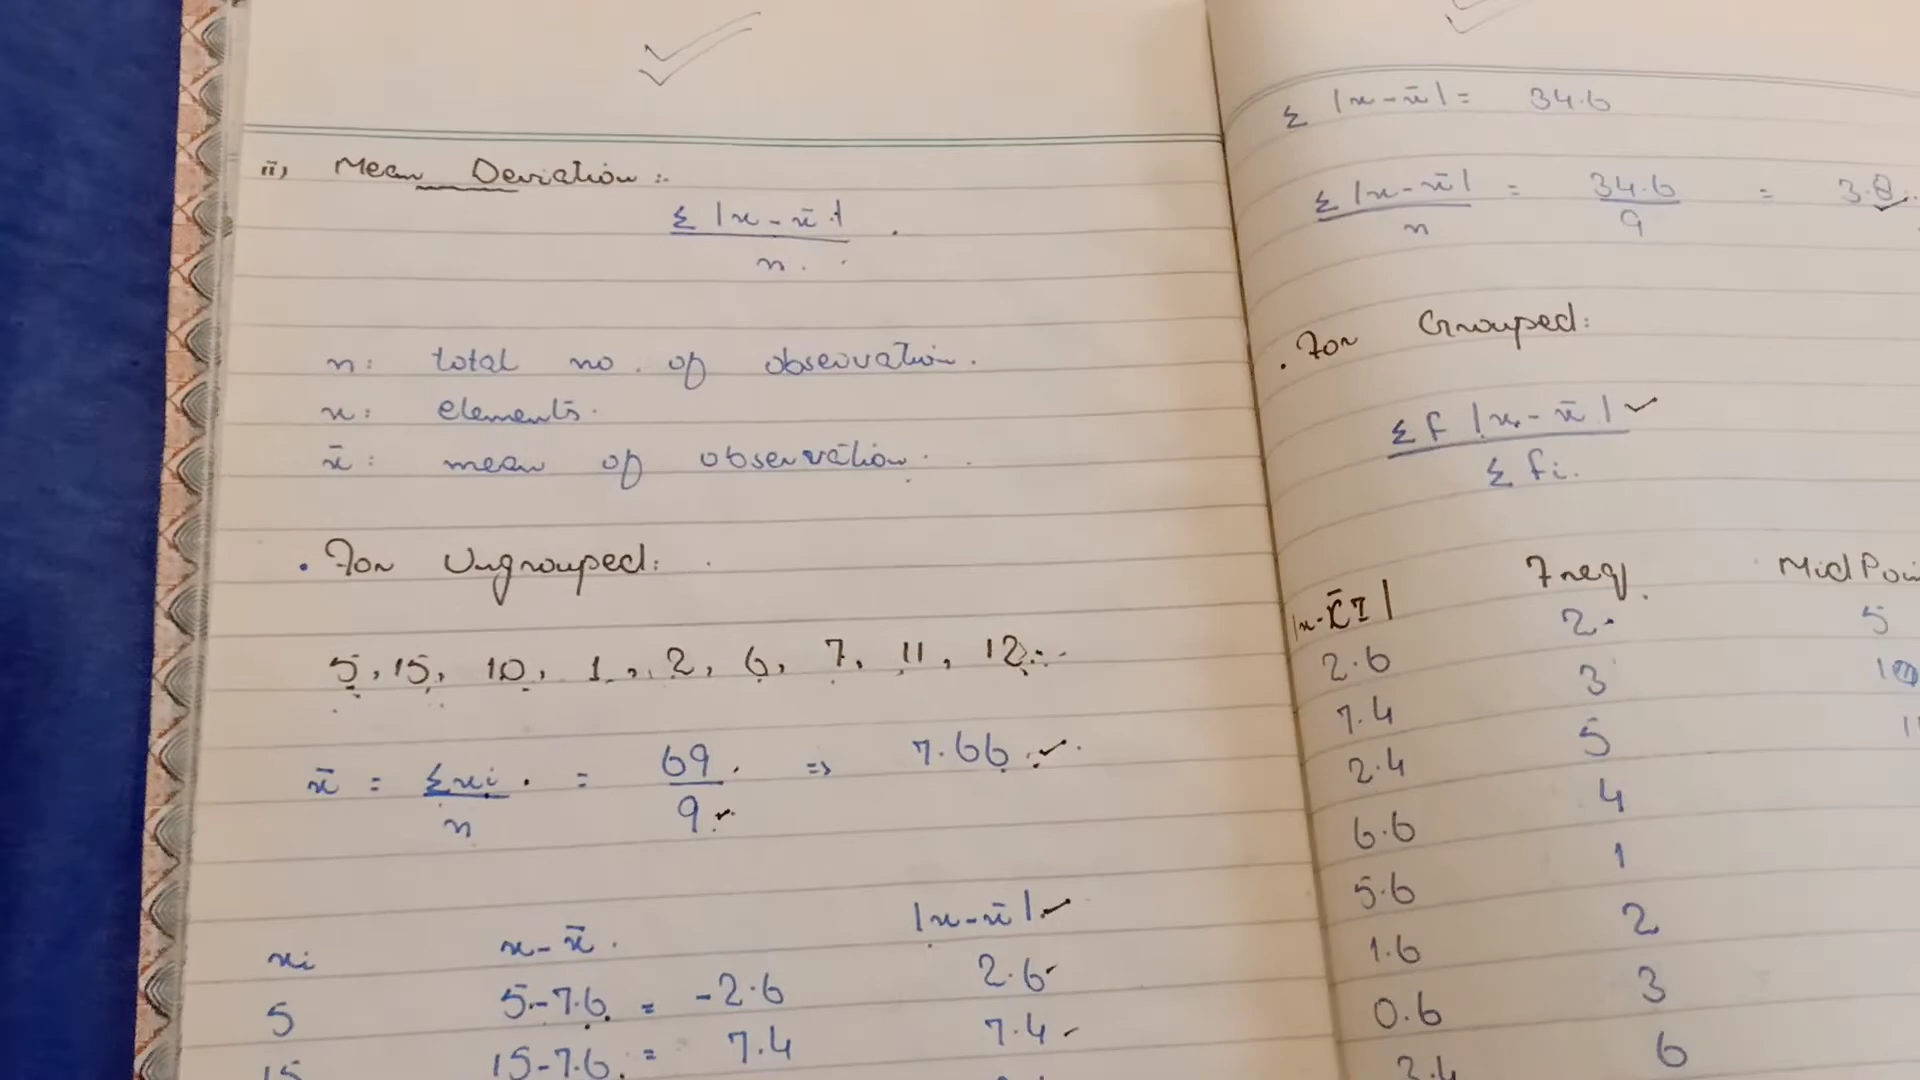 ii) Mean Deviation :-
Σ |x - x̄|
n
n : total no. of observation.
x : elements.
x̄ : mean of observation.
• For Ungrouped:
5, 15, 10, 1, 2, 6, 7, 11, 12
x̄ = Σxi / n = 69 / 9 => 7.66
xi x - x̄ |x - x̄|
5 5-7.6 = -2.6 2.6
15 15-7.6 = 7.4 7.4
Σ |x - x̄| = 34.6
Σ |x - x̄| / n = 34.6 / 9 = 3.8
• For Grouped:
Σ f |x - x̄|
Σ fi.
Freq.
2.6 2 5
7.4 3
2.4 5
6.6 4
5.6 1
1.6 2
0.6 3
6